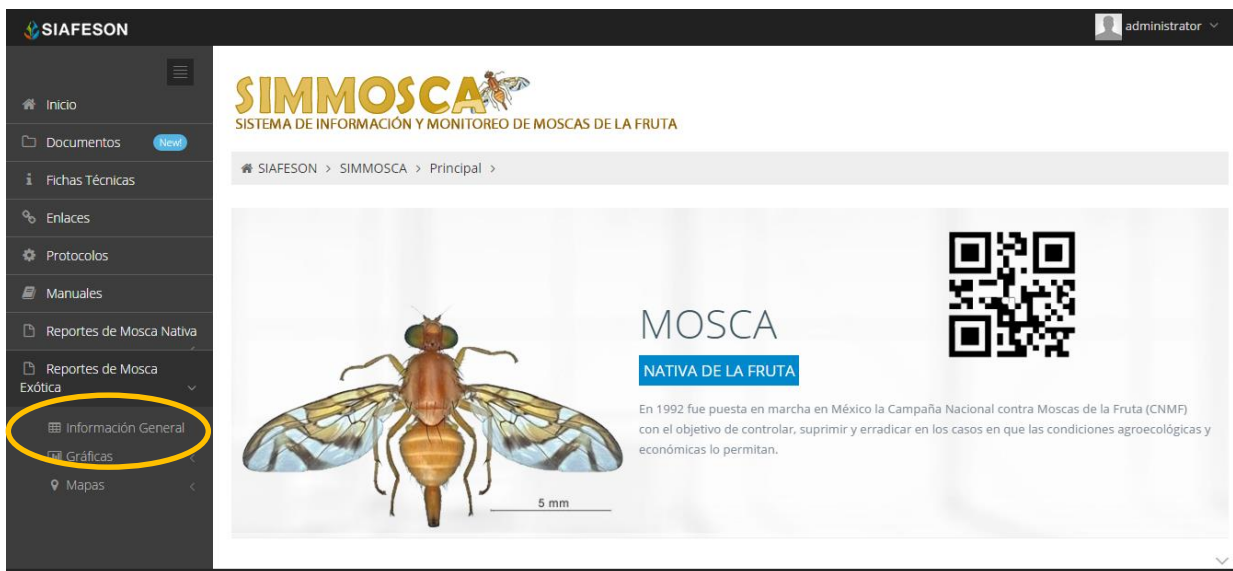 SIAFESON
administrator
Inicio
Documentos New!
Fichas Técnicas
Enlaces
Protocolos
Manuales
Reportes de Mosca Nativa
Reportes de Mosca
Exótica
Información General
Gráficas
Mapas
SIMMOSCA
SISTEMA DE INFORMACIÓN Y MONITOREO DE MOSCAS DE LA FRUTA
SIAFESON > SIMMOSCA > Principal >
MOSCA
NATIVA DE LA FRUTA
En 1992 fue puesta en marcha en México la Campaña Nacional contra Moscas de la Fruta (CNMF)
con el objetivo de controlar, suprimir y erradicar en los casos en que las condiciones agroecológicas y
económicas lo permitan.
5 mm